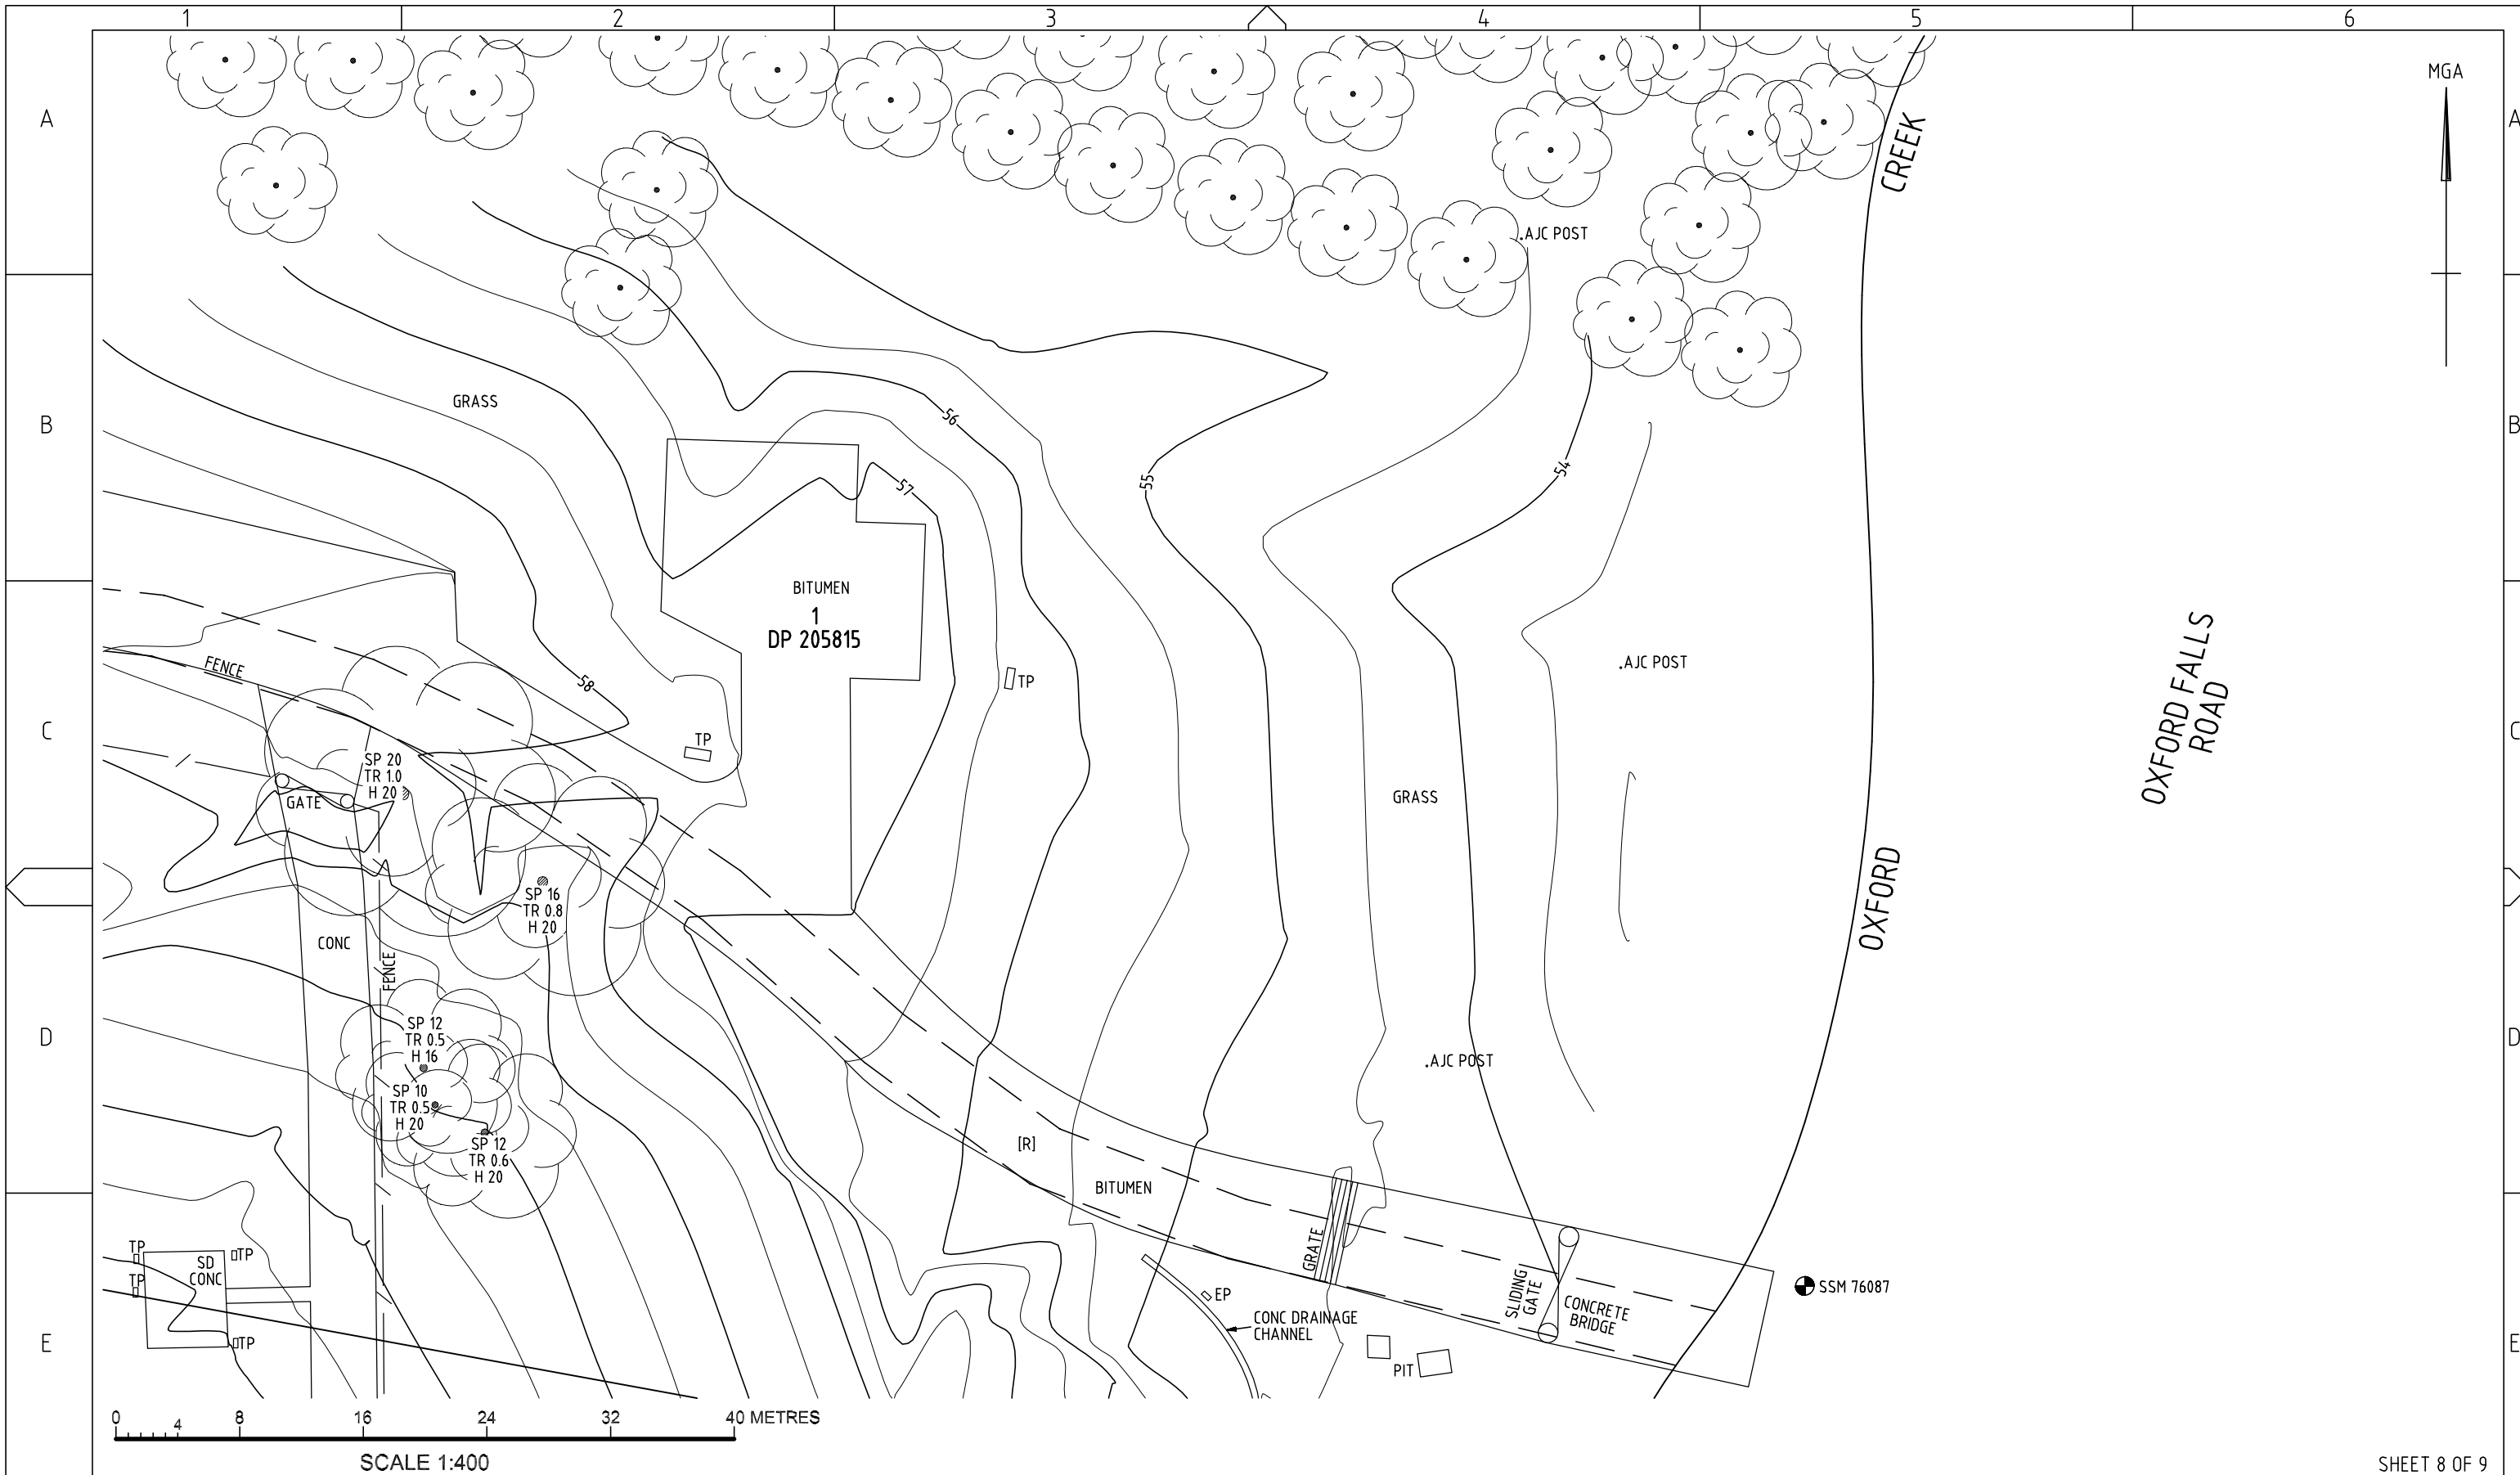 1
2
3
4
5
6
A
A
MGA
CREEK
.AJC POST
B
B
GRASS
56
55
54
57
BITUMEN
1
DP 205815
FENCE
58
TP
TP
.AJC POST
OXFORD FALLS
ROAD
C
C
SP 20
TR 1.0
H 20
GATE
GRASS
SP 16
TR 0.8
H 20
OXFORD
CONC
FENCE
D
D
SP 12
TR 0.5
H 16
.AJC POST
SP 10
TR 0.5
H 20
SP 12
TR 0.6
H 20
[R]
BITUMEN
GRATE
TP
TP
SD
CONC
TP
TP
SLIDING
GATE
CONCRETE
BRIDGE
SSM 76087
EP
CONC DRAINAGE
CHANNEL
PIT
E
E
0
4
8
16
24
32
40 METRES
SCALE 1:400
SHEET 8 OF 9